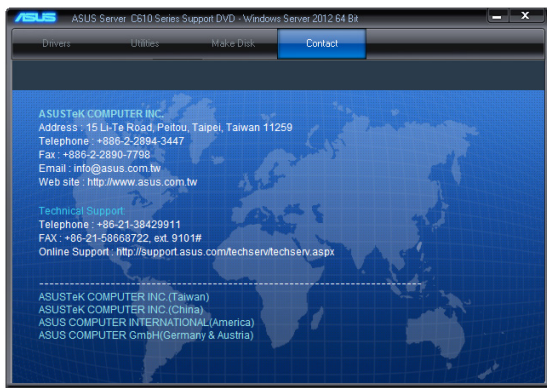 ASUS ASUS Server C610 Series Support DVD - Windows Server 2012 64 Bit
Drivers Utilities Make Disk Contact
ASUSTeK COMPUTER INC.
Address : 15 Li-Te Road, Peitou, Taipei, Taiwan 11259
Telephone : +886-2-2894-3447
Fax : +886-2-2890-7798
Email : info@asus.com.tw
Web site : http://www.asus.com.tw
Technical Support:
Telephone : +86-21-38429911
FAX : +86-21-58668722, ext. 9101#
Online Support : http://support.asus.com/techserv/techserv.aspx
ASUSTeK COMPUTER INC.(Taiwan)
ASUSTeK COMPUTER INC.(China)
ASUS COMPUTER INTERNATIONAL(America)
ASUS COMPUTER GmbH(Germany & Austria)